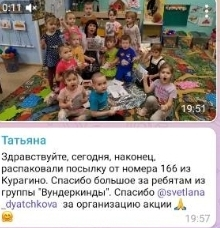 0:11
19:51
Татьяна
Здравствуйте, сегодня, наконец,
распаковали посылку от номера 166 из
Курагино. Спасибо большое за ребятам из
группы "Вундеркинды". Спасибо @svetlana
_dyatchkova за организацию акции 🙏
🤗
19:57